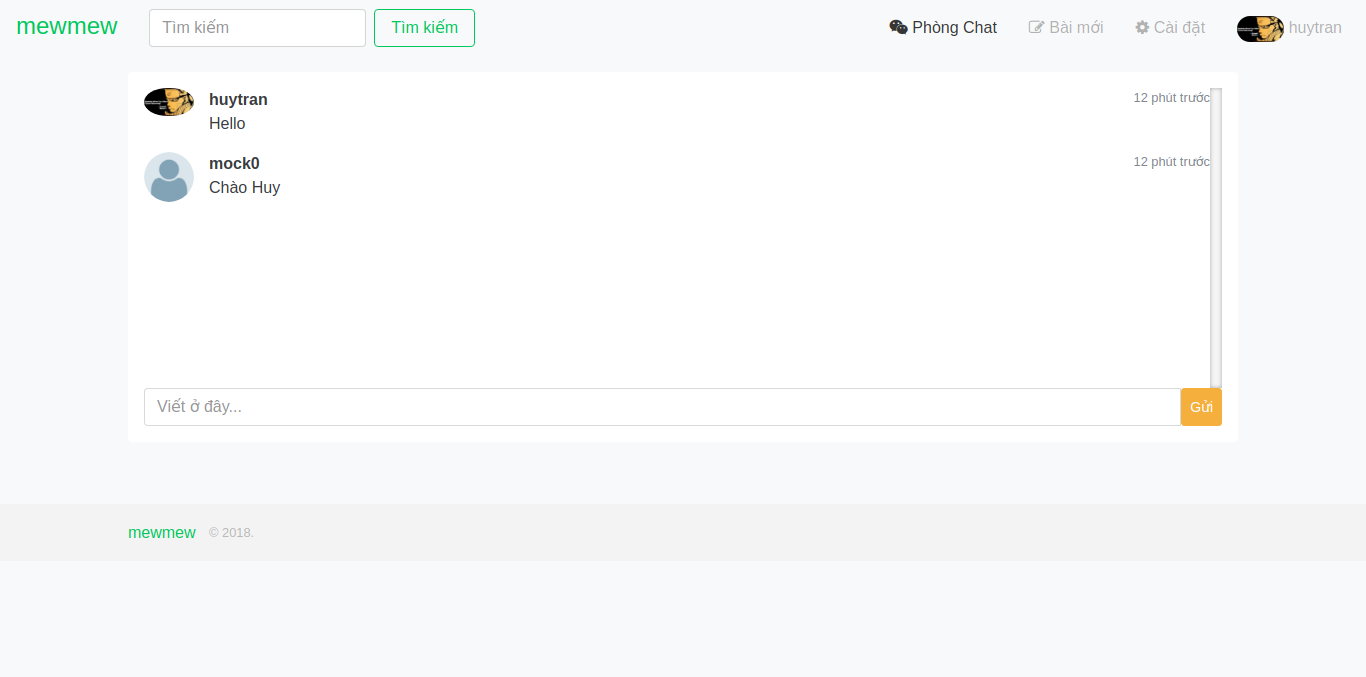 mewmew Tìm kiếm Tìm kiếm Phòng Chat Bài mới Cài đặt huytran
huytran 12 phút trước
Hello
mock0 12 phút trước
Chào Huy
Viết ở đây... Gửi
mewmew © 2018.